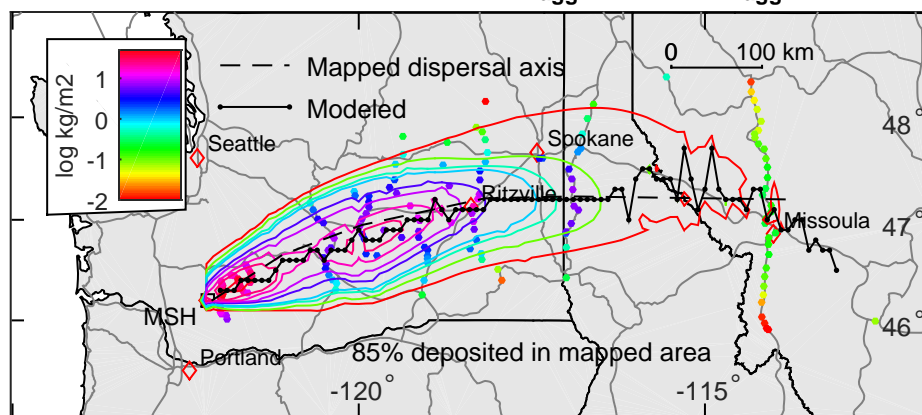 0 100 km
Mapped dispersal axis
Modeled
log kg/m2
1
0
-1
-2
Seattle
Spokane
48°
Ritzville
Missoula
47°
MSH
46°
Portland
85% deposited in mapped area
-120° -115°